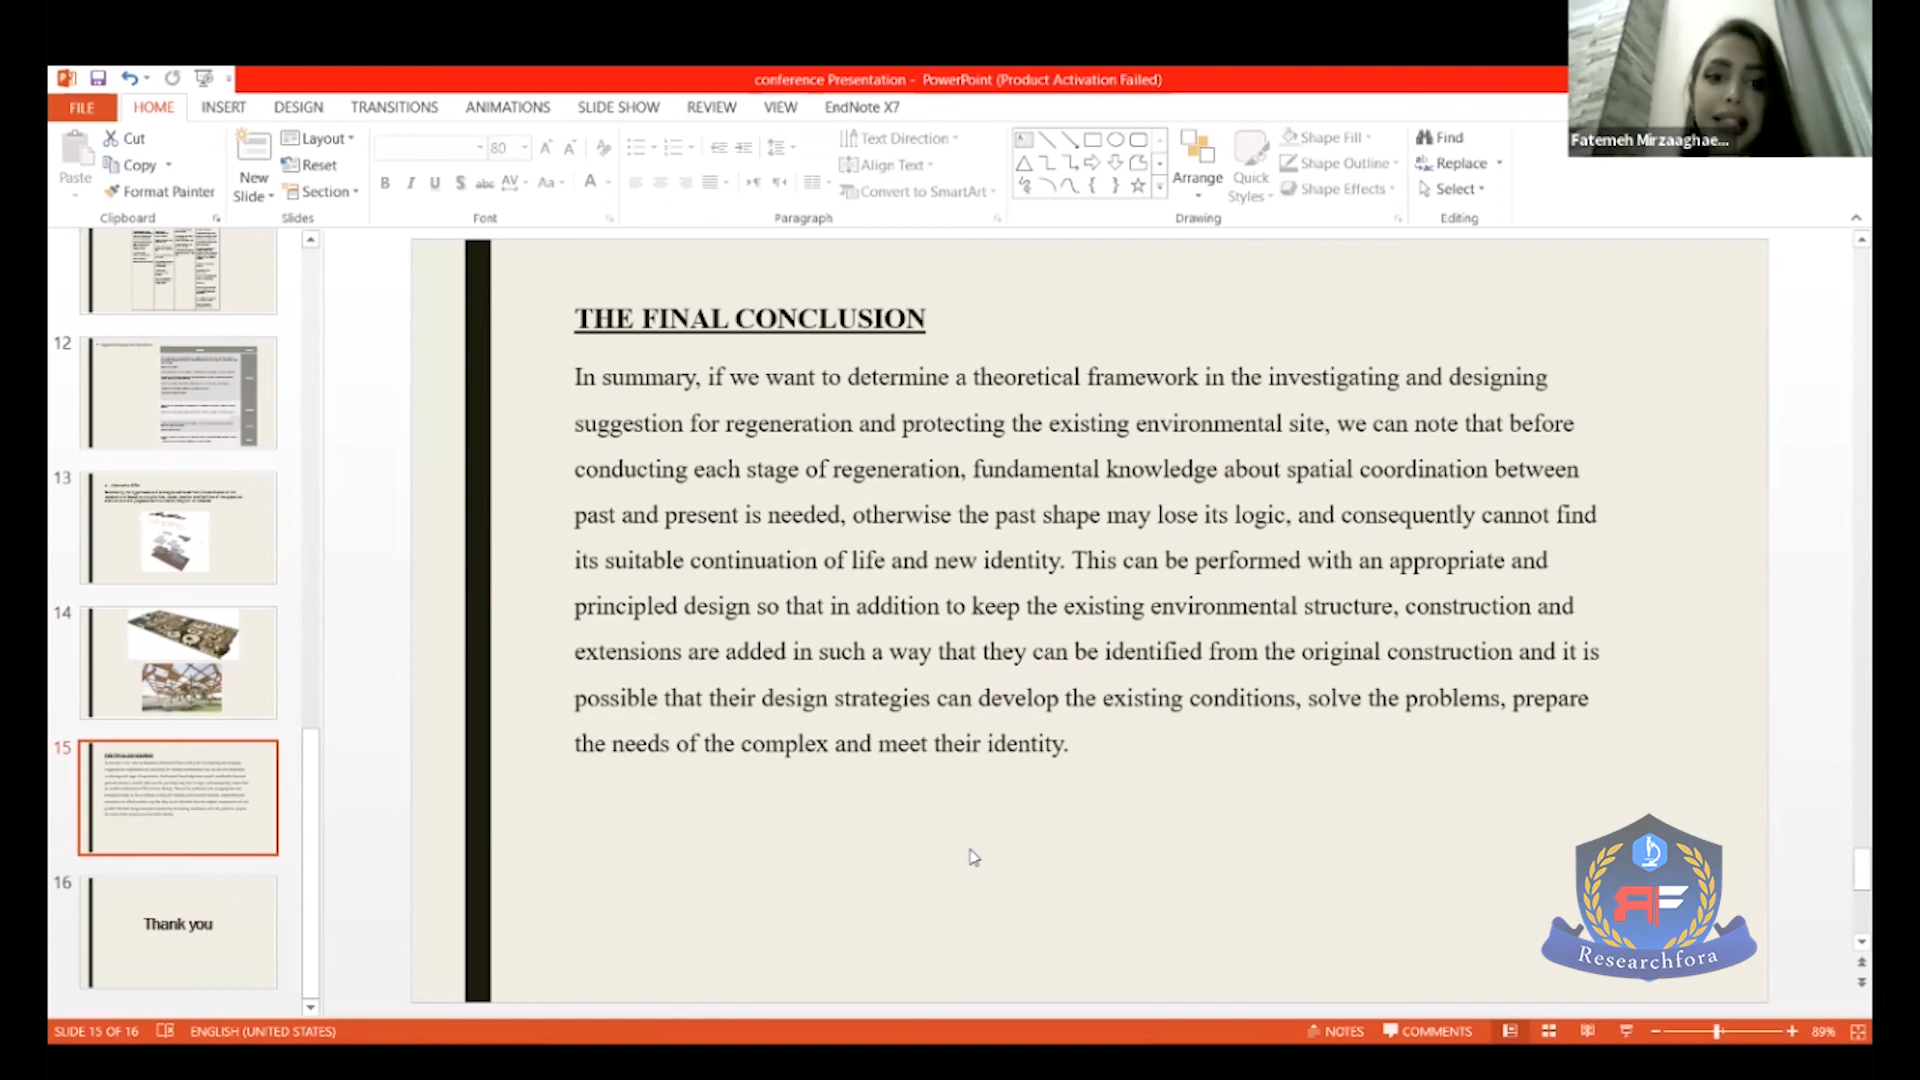 conference Presentation - PowerPoint (Product Activation Failed)
Fatemeh Mirzaaghae...
FILE HOME INSERT DESIGN TRANSITIONS ANIMATIONS SLIDE SHOW REVIEW VIEW EndNote X7
Paste
Cut
Copy
Format Painter
Clipboard
New
Slide
Layout
Reset
Section
Slides
80
B I U S abc AV Aa A
Font
Text Direction
Align Text
Convert to SmartArt
Paragraph
Arrange
Quick
Styles
Shape Fill
Shape Outline
Shape Effects
Drawing
Find
Replace
Select
Editing
12
13
14
15
16
Thank you
THE FINAL CONCLUSION
In summary, if we want to determine a theoretical framework in the investigating and designing
suggestion for regeneration and protecting the existing environmental site, we can note that before
conducting each stage of regeneration, fundamental knowledge about spatial coordination between
past and present is needed, otherwise the past shape may lose its logic, and consequently cannot find
its suitable continuation of life and new identity. This can be performed with an appropriate and
principled design so that in addition to keep the existing environmental structure, construction and
extensions are added in such a way that they can be identified from the original construction and it is
possible that their design strategies can develop the existing conditions, solve the problems, prepare
the needs of the complex and meet their identity.
RF
Researchfora
SLIDE 15 OF 16 ENGLISH (UNITED STATES) NOTES COMMENTS 89%